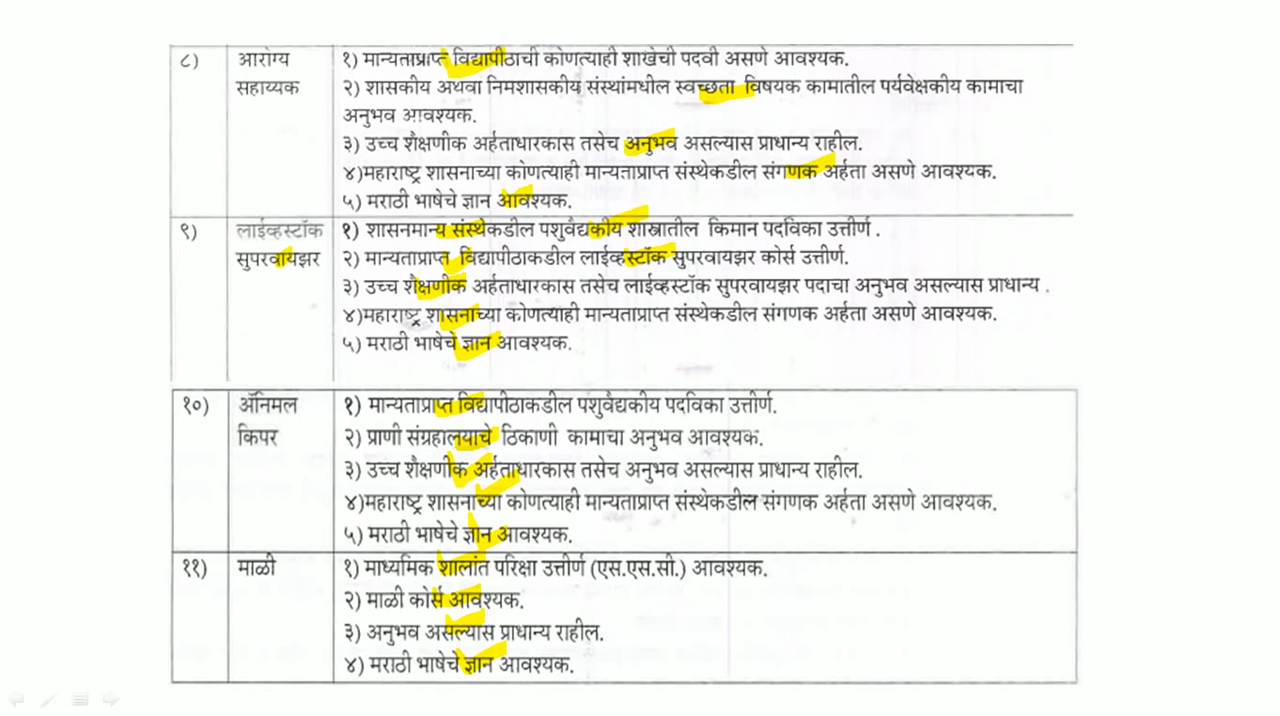 ८) आरोग्य सहाय्यक
१) मान्यताप्राप्त विद्यापीठाची कोणत्याही शाखेची पदवी असणे आवश्यक.
२) शासकीय अथवा निमशासकीय संस्थांमधील स्वच्छता विषयक कामातील पर्यवेक्षकीय कामाचा
अनुभव आवश्यक.
३) उच्च शैक्षणीक अर्हताधारकास तसेच अनुभव असल्यास प्राधान्य राहील.
४)महाराष्ट्र शासनाच्या कोणत्याही मान्यताप्राप्त संस्थेकडील संगणक अर्हता असणे आवश्यक.
५) मराठी भाषेचे ज्ञान आवश्यक.
९) लाईव्हस्टॉक सुपरवायझर
१) शासनमान्य संस्थेकडील पशुवैद्यकीय शास्त्रातील किमान पदविका उत्तीर्ण .
२) मान्यताप्राप्त विद्यापीठाकडील लाईव्हस्टॉक सुपरवायझर कोर्स उत्तीर्ण.
३) उच्च शैक्षणीक अर्हताधारकास तसेच लाईव्हस्टॉक सुपरवायझर पदाचा अनुभव असल्यास प्राधान्य .
४)महाराष्ट्र शासनाच्या कोणत्याही मान्यताप्राप्त संस्थेकडील संगणक अर्हता असणे आवश्यक.
५) मराठी भाषेचे ज्ञान आवश्यक.
१०) ॲनिमल किपर
१) मान्यताप्राप्त विद्यापीठाकडील पशुवैद्यकीय पदविका उत्तीर्ण.
२) प्राणी संग्रहालयाचे ठिकाणी कामाचा अनुभव आवश्यक.
३) उच्च शैक्षणीक अर्हताधारकास तसेच अनुभव असल्यास प्राधान्य राहील.
४)महाराष्ट्र शासनाच्या कोणत्याही मान्यताप्राप्त संस्थेकडील संगणक अर्हता असणे आवश्यक.
५) मराठी भाषेचे ज्ञान आवश्यक.
११) माळी
१) माध्यमिक शालांत परिक्षा उत्तीर्ण (एस.एस.सी.) आवश्यक.
२) माळी कोर्स आवश्यक.
३) अनुभव असल्यास प्राधान्य राहील.
४) मराठी भाषेचे ज्ञान आवश्यक.